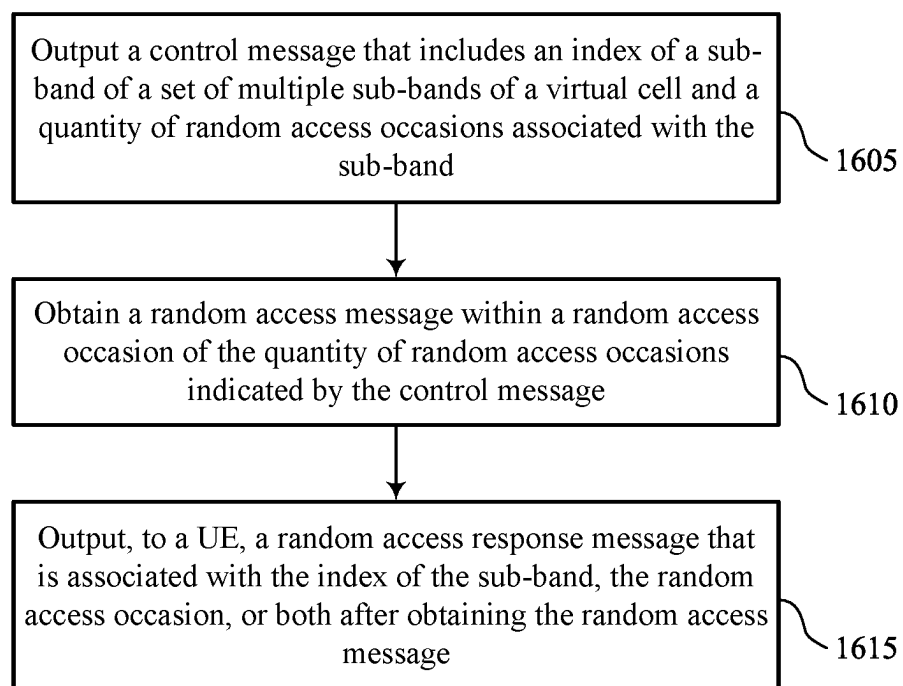 Output a control message that includes an index of a sub-
band of a set of multiple sub-bands of a virtual cell and a
quantity of random access occasions associated with the
sub-band
1605
Obtain a random access message within a random access
occasion of the quantity of random access occasions
indicated by the control message
1610
Output, to a UE, a random access response message that
is associated with the index of the sub-band, the random
access occasion, or both after obtaining the random access
message
1615